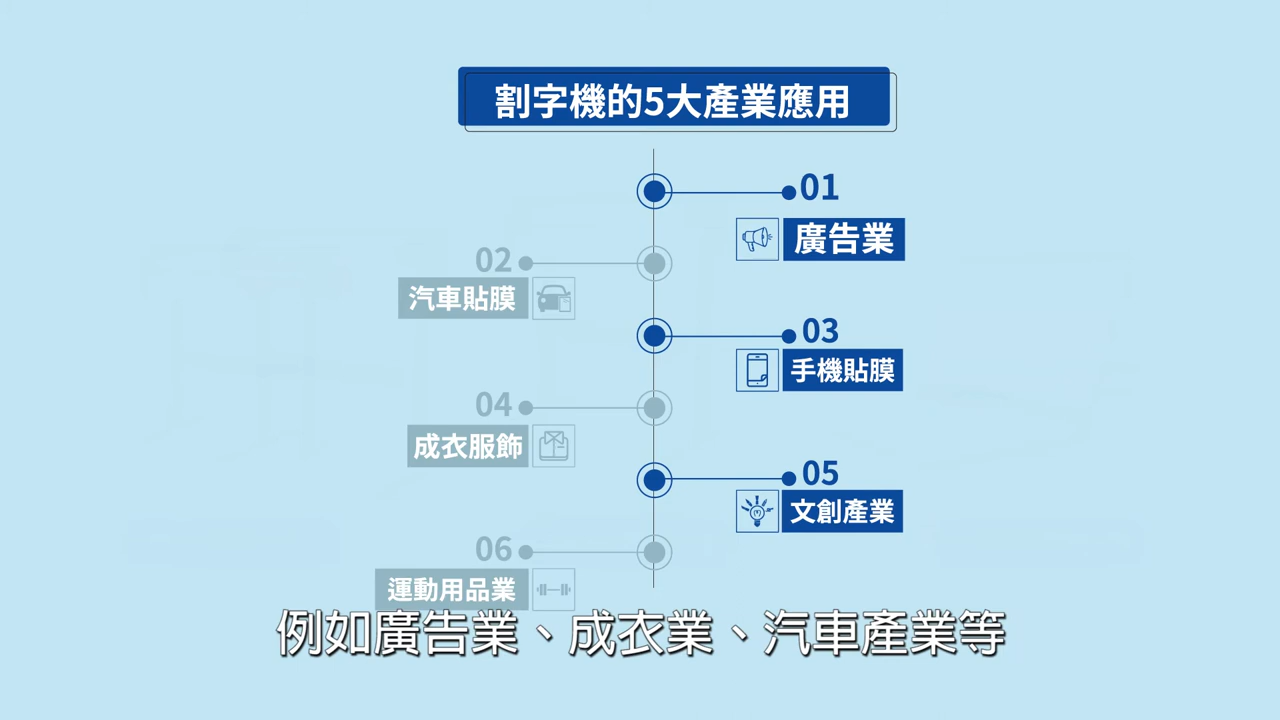 割字機的5大產業應用
01
廣告業
02
汽車貼膜
03
手機貼膜
04
成衣服飾
05
文創產業
06
運動用品業
例如廣告業、成衣業、汽車產業等